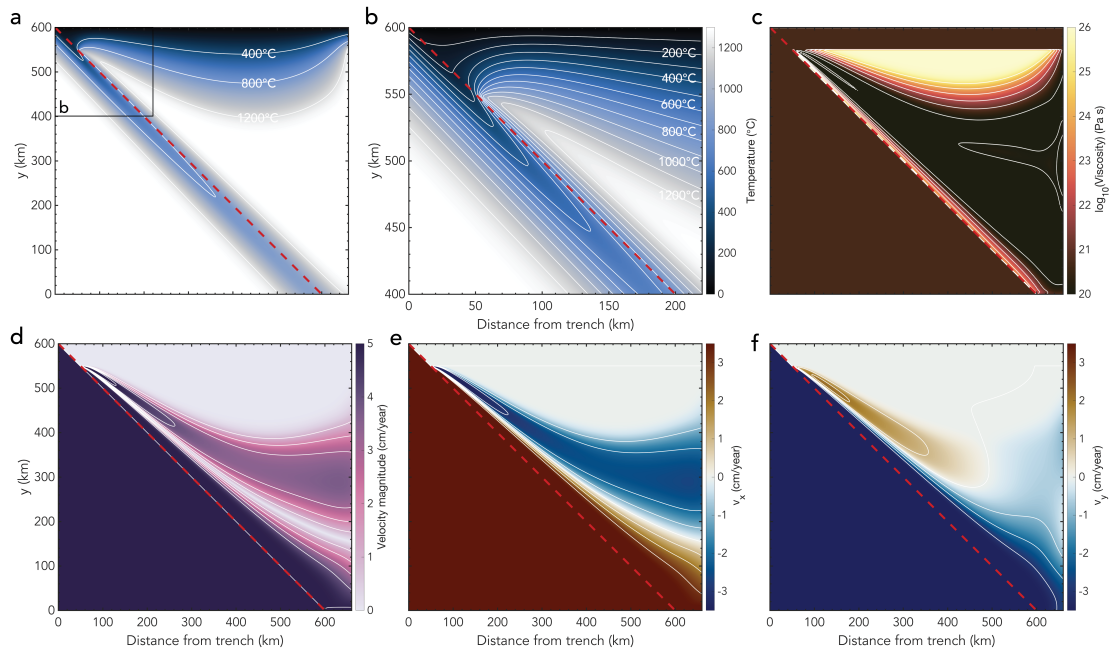 a
600
500
400
300
200
100
0
y (km)
400°C
800°C
1200°C
b
b
600
550
500
450
400
y (km)
0
50
100
150
200
Distance from trench (km)
200°C
400°C
600°C
800°C
1000°C
1200°C
1200
1000
800
600
400
200
0
Temperature (°C)
c
26
25
24
23
22
21
20
log10(Viscosity) (Pa s)
d
600
500
400
300
200
100
0
y (km)
0
100
200
300
400
500
600
Distance from trench (km)
5
4
3
2
1
0
Velocity magnitude (cm/year)
e
0
100
200
300
400
500
600
Distance from trench (km)
3
2
1
0
-1
-2
-3
vx (cm/year)
f
0
100
200
300
400
500
600
Distance from trench (km)
3
2
1
0
-1
-2
-3
vy (cm/year)